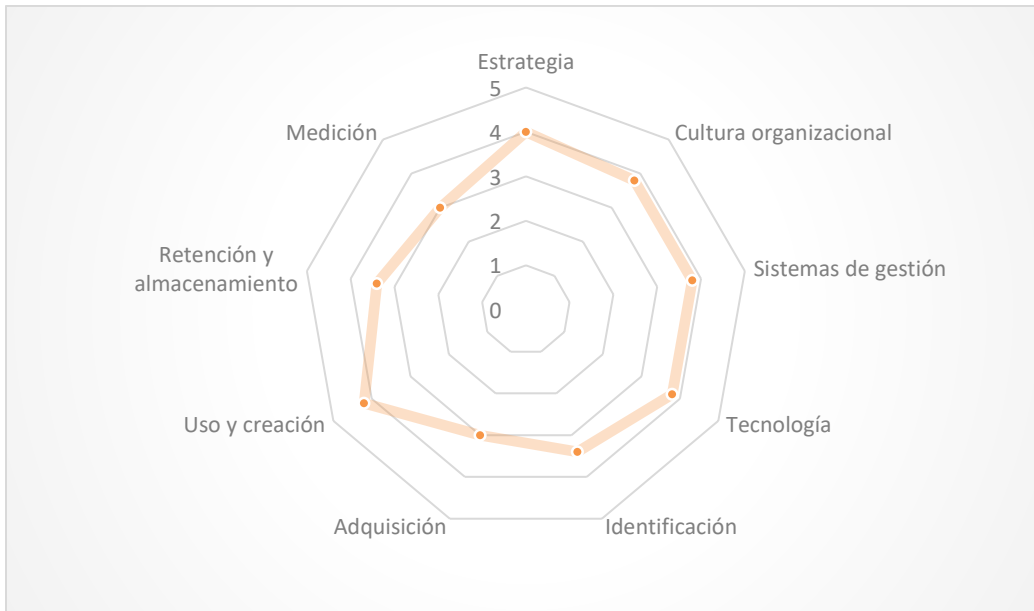 Estrategia
5
4
3
2
1
0
Cultura organizacional
Sistemas de gestión
Tecnología
Identificación
Adquisición
Uso y creación
Retención y
almacenamiento
Medición